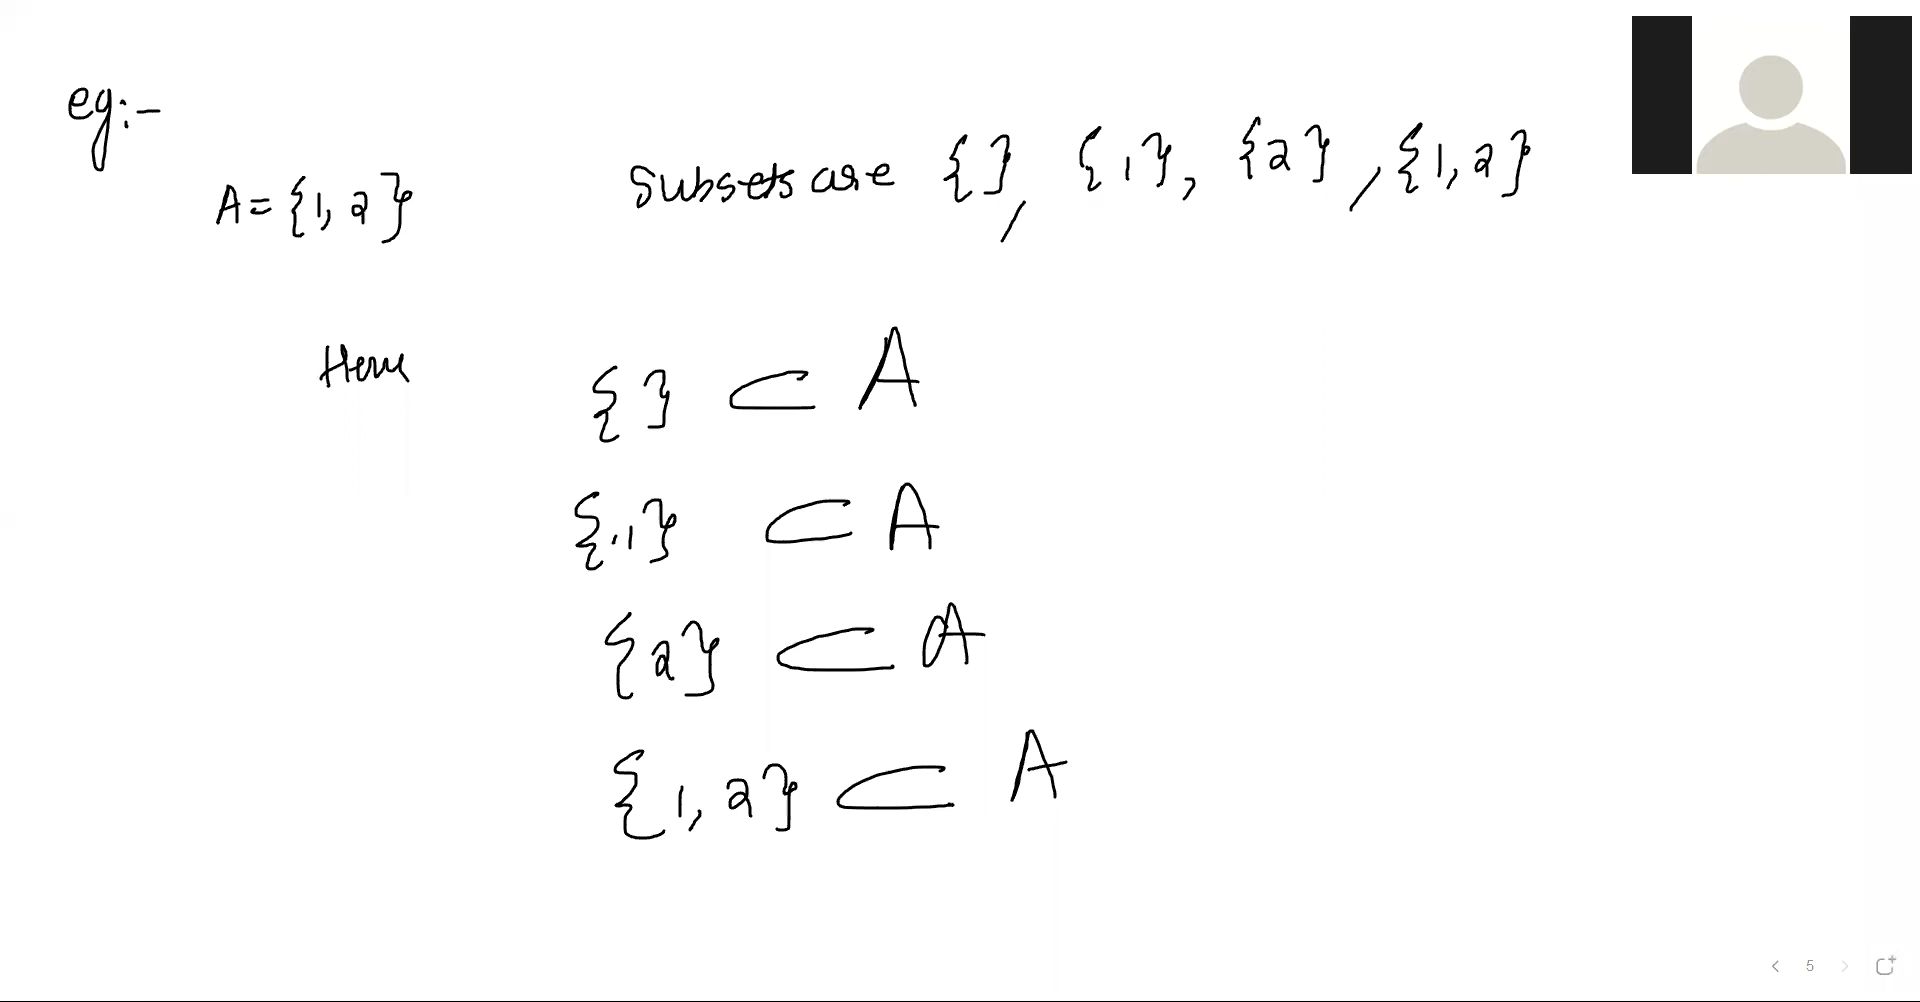 eg:-
A = {1, 2}
Subsets are { }, {1}, {2}, {1, 2}
Here
{ } ⊂ A
{1} ⊂ A
{2} ⊂ A
{1, 2} ⊂ A
5